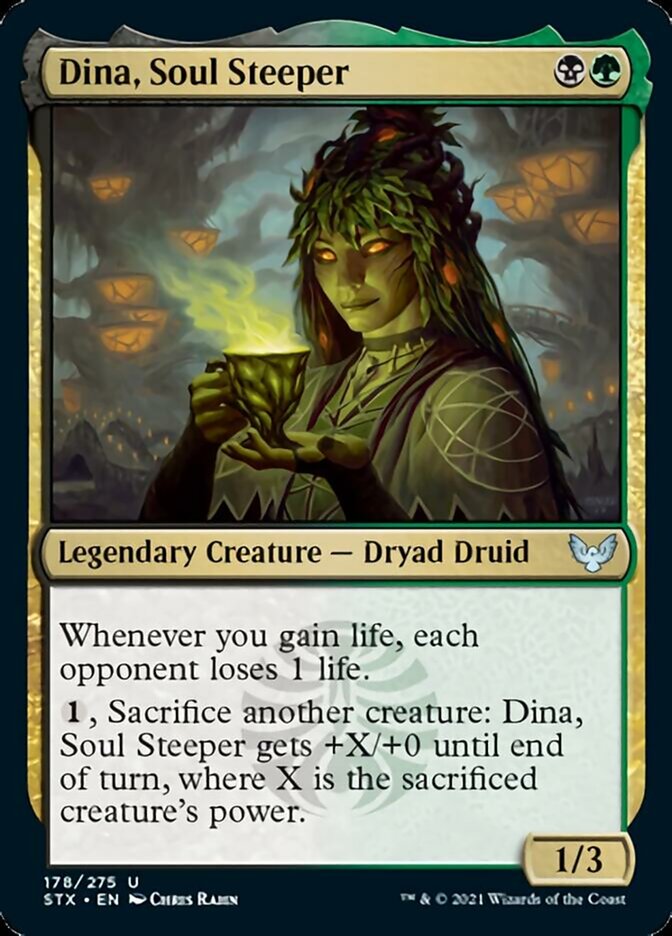 Dina, Soul Steeper
Legendary Creature — Dryad Druid
Whenever you gain life, each
opponent loses 1 life.
1, Sacrifice another creature: Dina,
Soul Steeper gets +X/+0 until end
of turn, where X is the sacrificed
creature's power.
1/3
178/275 U
STX • EN Chris Rahn
™ & © 2021 Wizards of the Coast